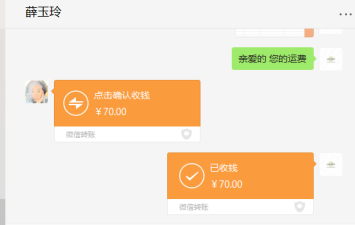 薛玉玲
亲爱的 您的运费
点击确认收钱
￥70.00
微信转账
已收钱
￥70.00
微信转账